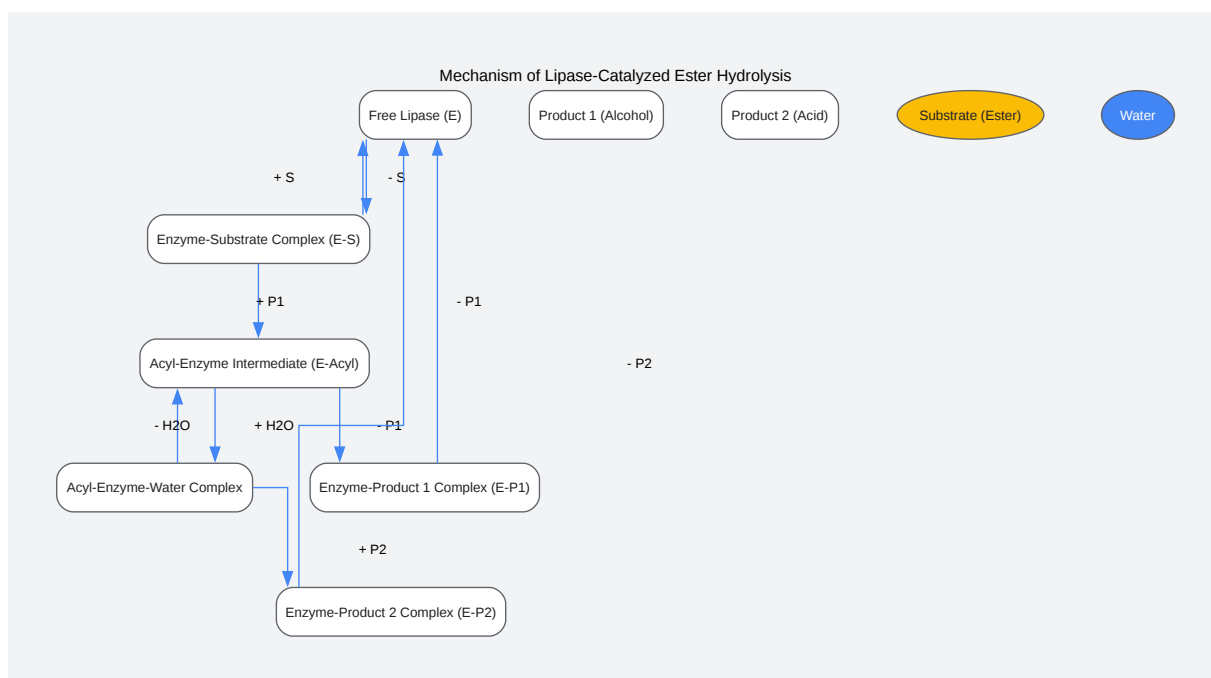 Mechanism of Lipase-Catalyzed Ester Hydrolysis
Free Lipase (E)
Product 1 (Alcohol)
Product 2 (Acid)
Substrate (Ester)
Water
+ S
- S
Enzyme-Substrate Complex (E-S)
+ P1
- P1
Acyl-Enzyme Intermediate (E-Acyl)
- P2
- H2O
+ H2O
- P1
Acyl-Enzyme-Water Complex
Enzyme-Product 1 Complex (E-P1)
+ P2
Enzyme-Product 2 Complex (E-P2)